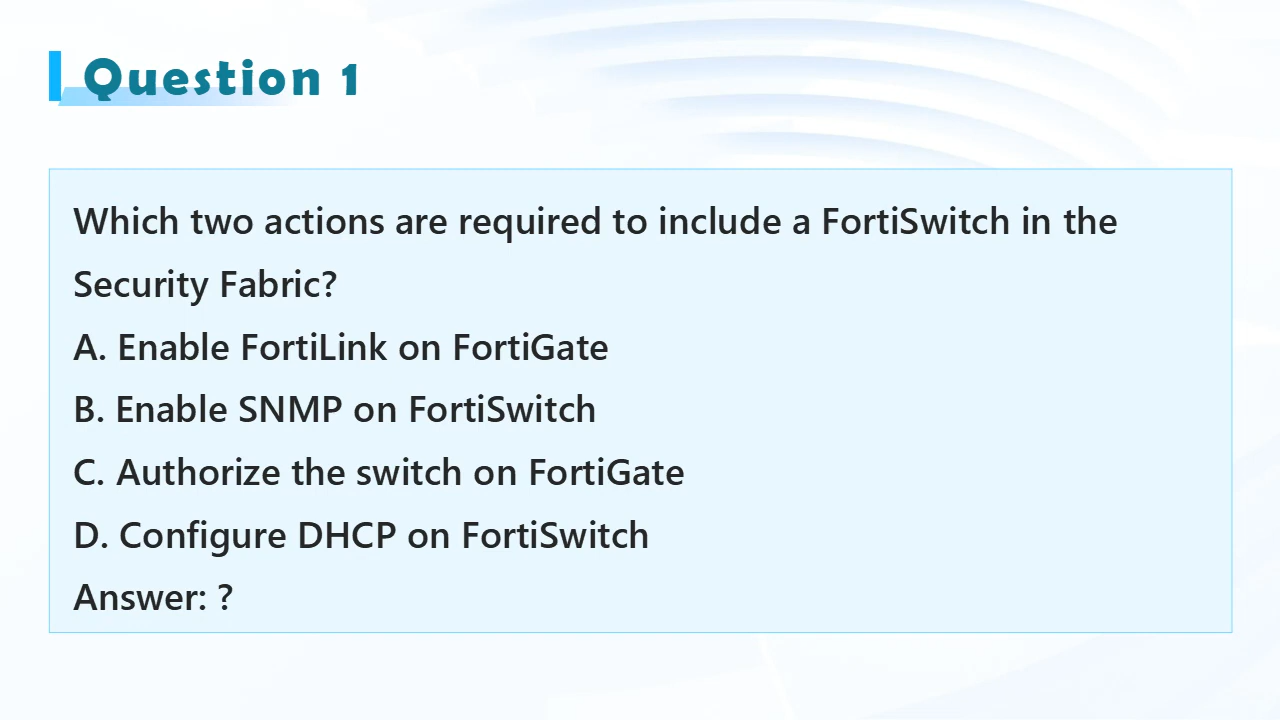 Question 1
Which two actions are required to include a FortiSwitch in the
Security Fabric?
A. Enable FortiLink on FortiGate
B. Enable SNMP on FortiSwitch
C. Authorize the switch on FortiGate
D. Configure DHCP on FortiSwitch
Answer: ?